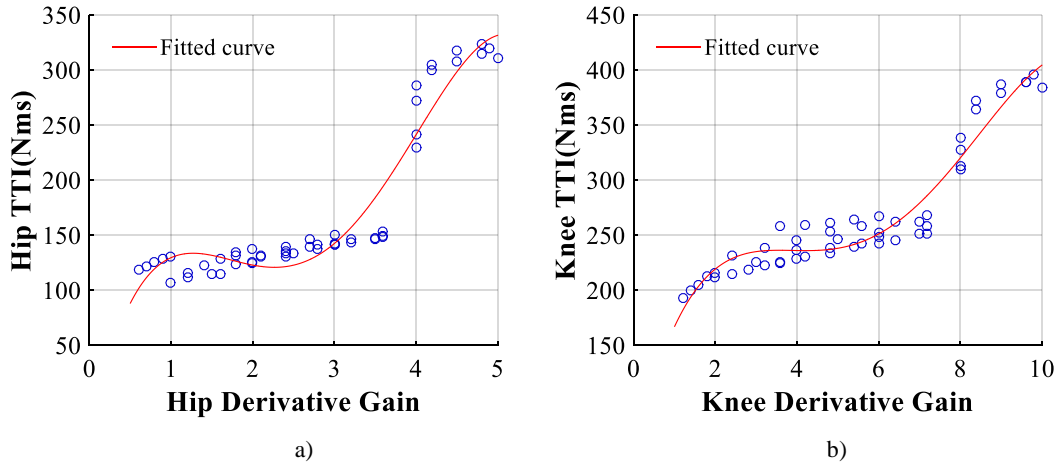 350
300
250
200
150
100
50
Hip TTI(Nms)
Fitted curve
0 1 2 3 4 5
Hip Derivative Gain
a)
450
400
350
300
250
200
150
Knee TTI(Nms)
Fitted curve
0 2 4 6 8 10
Knee Derivative Gain
b)